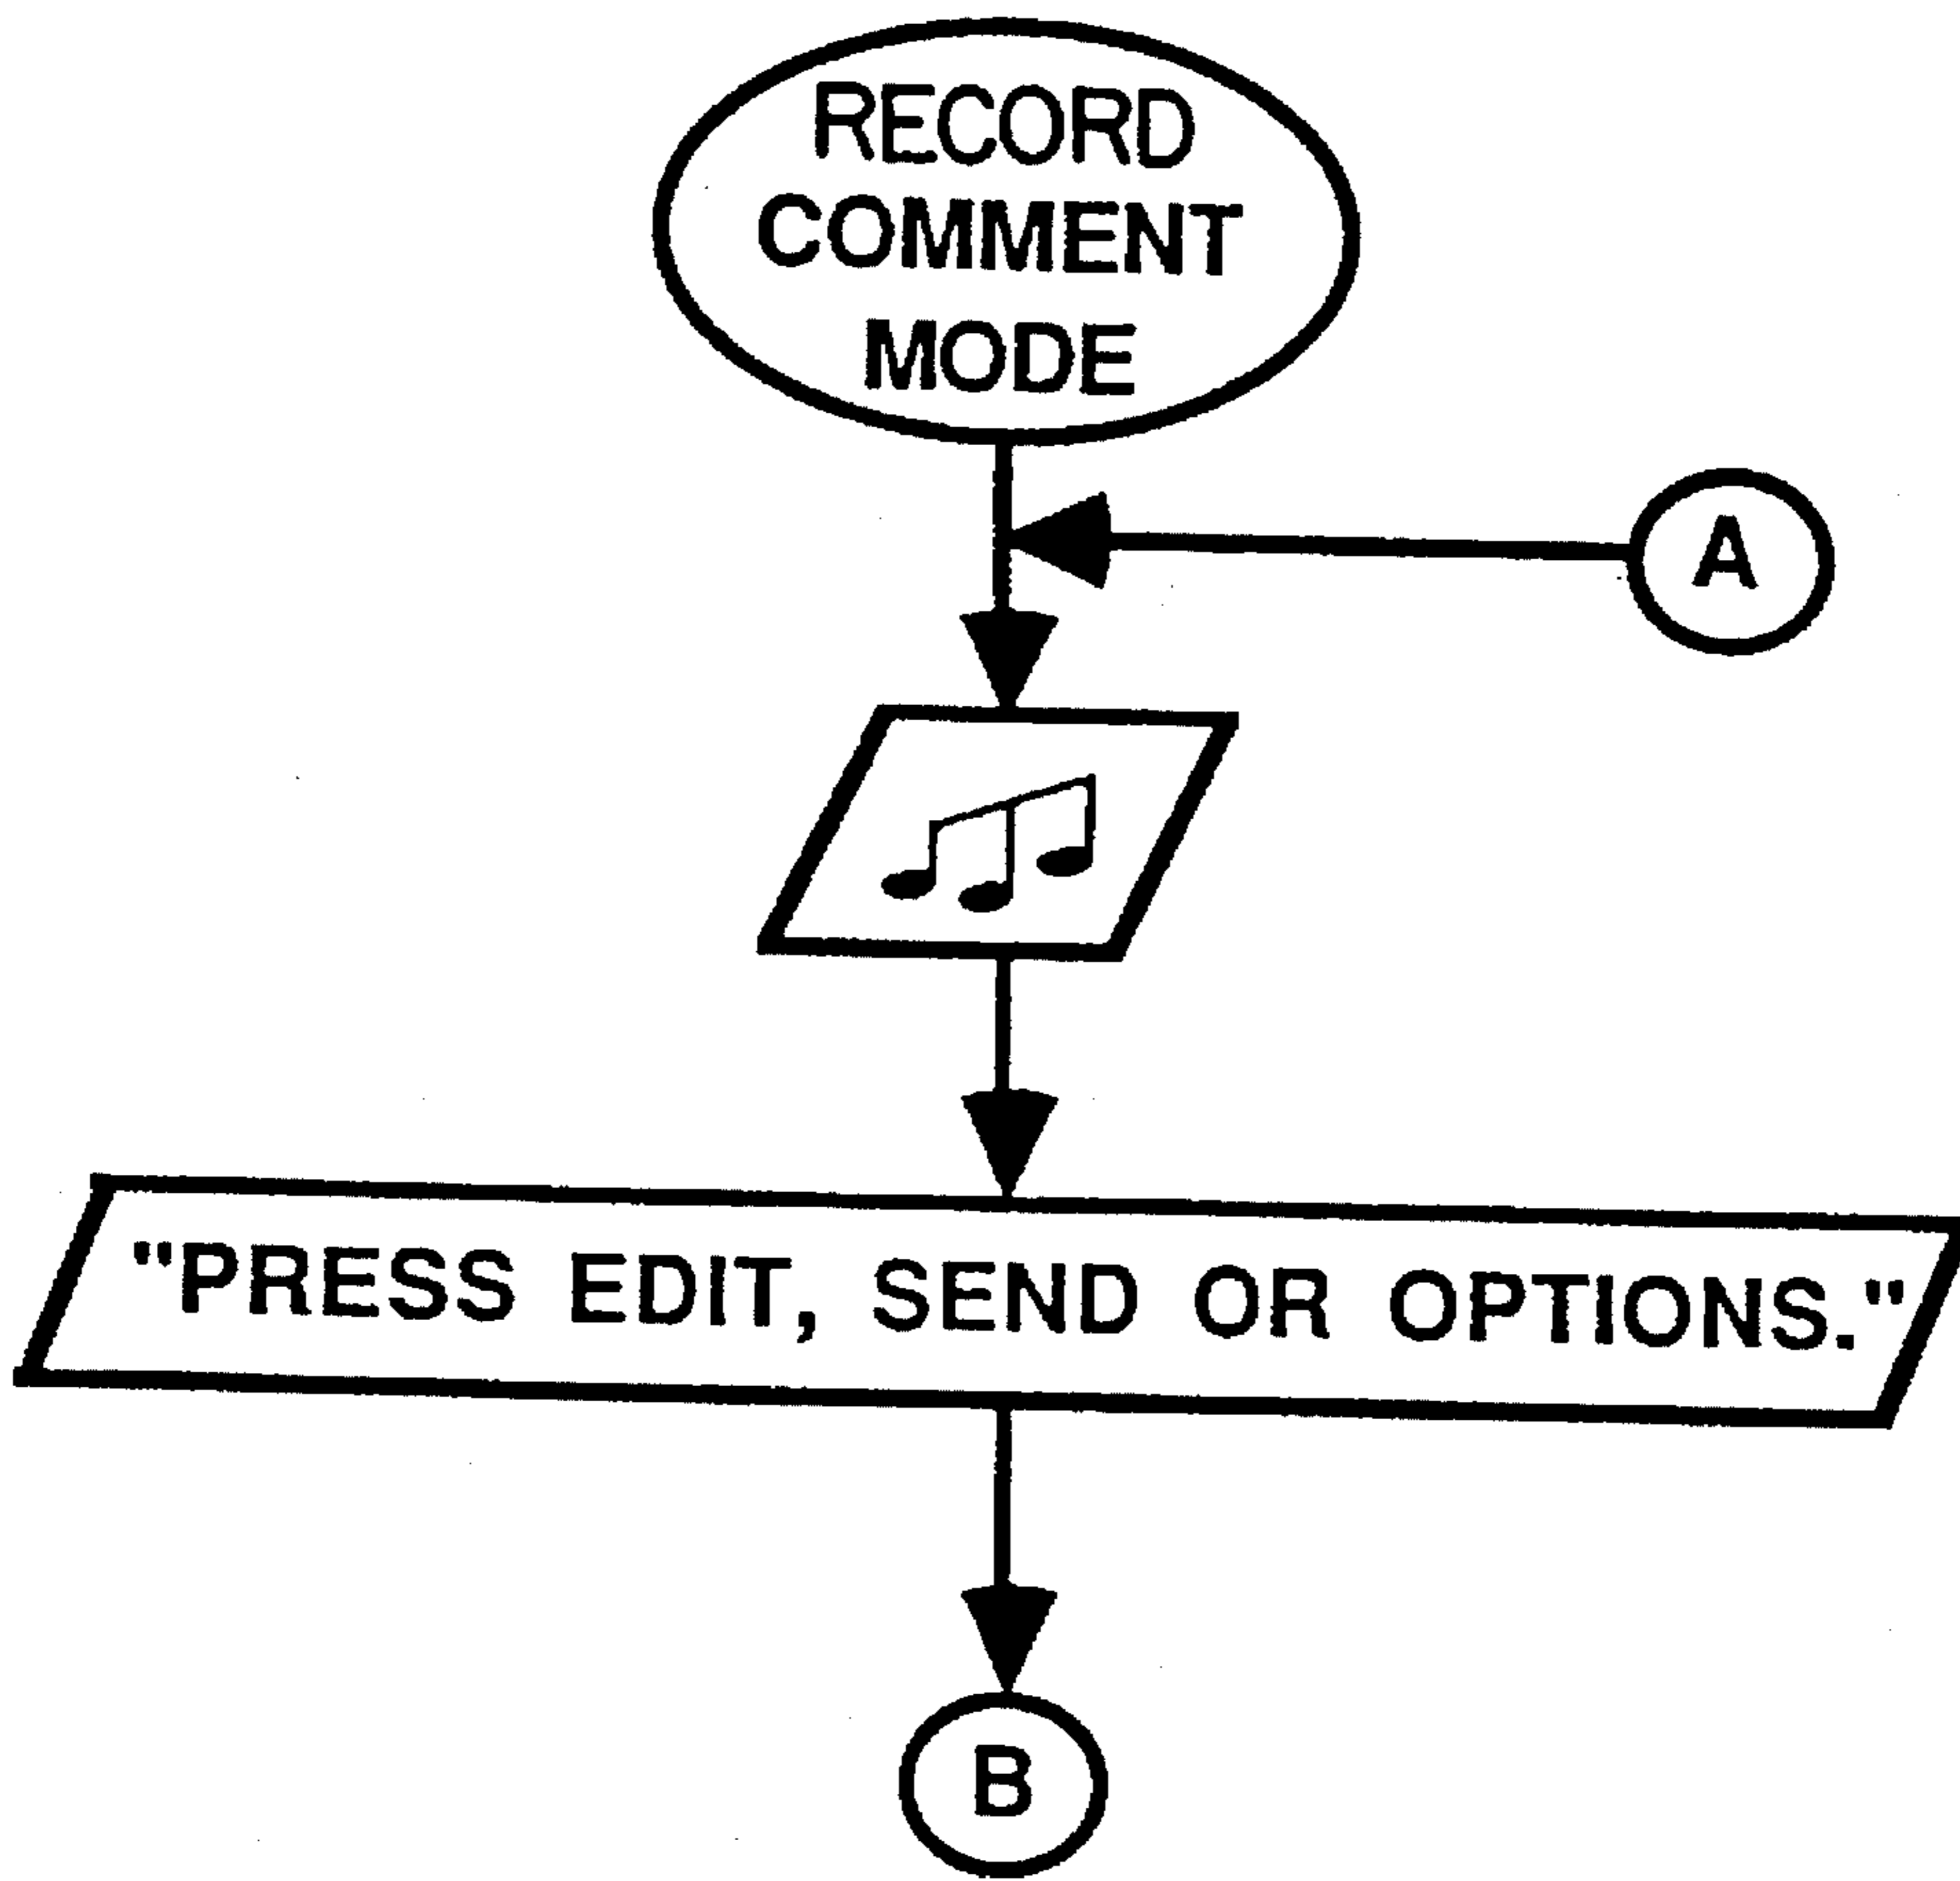 RECORD
COMMENT
MODE
A
"PRESS EDIT, SEND OR OPTIONS."
B